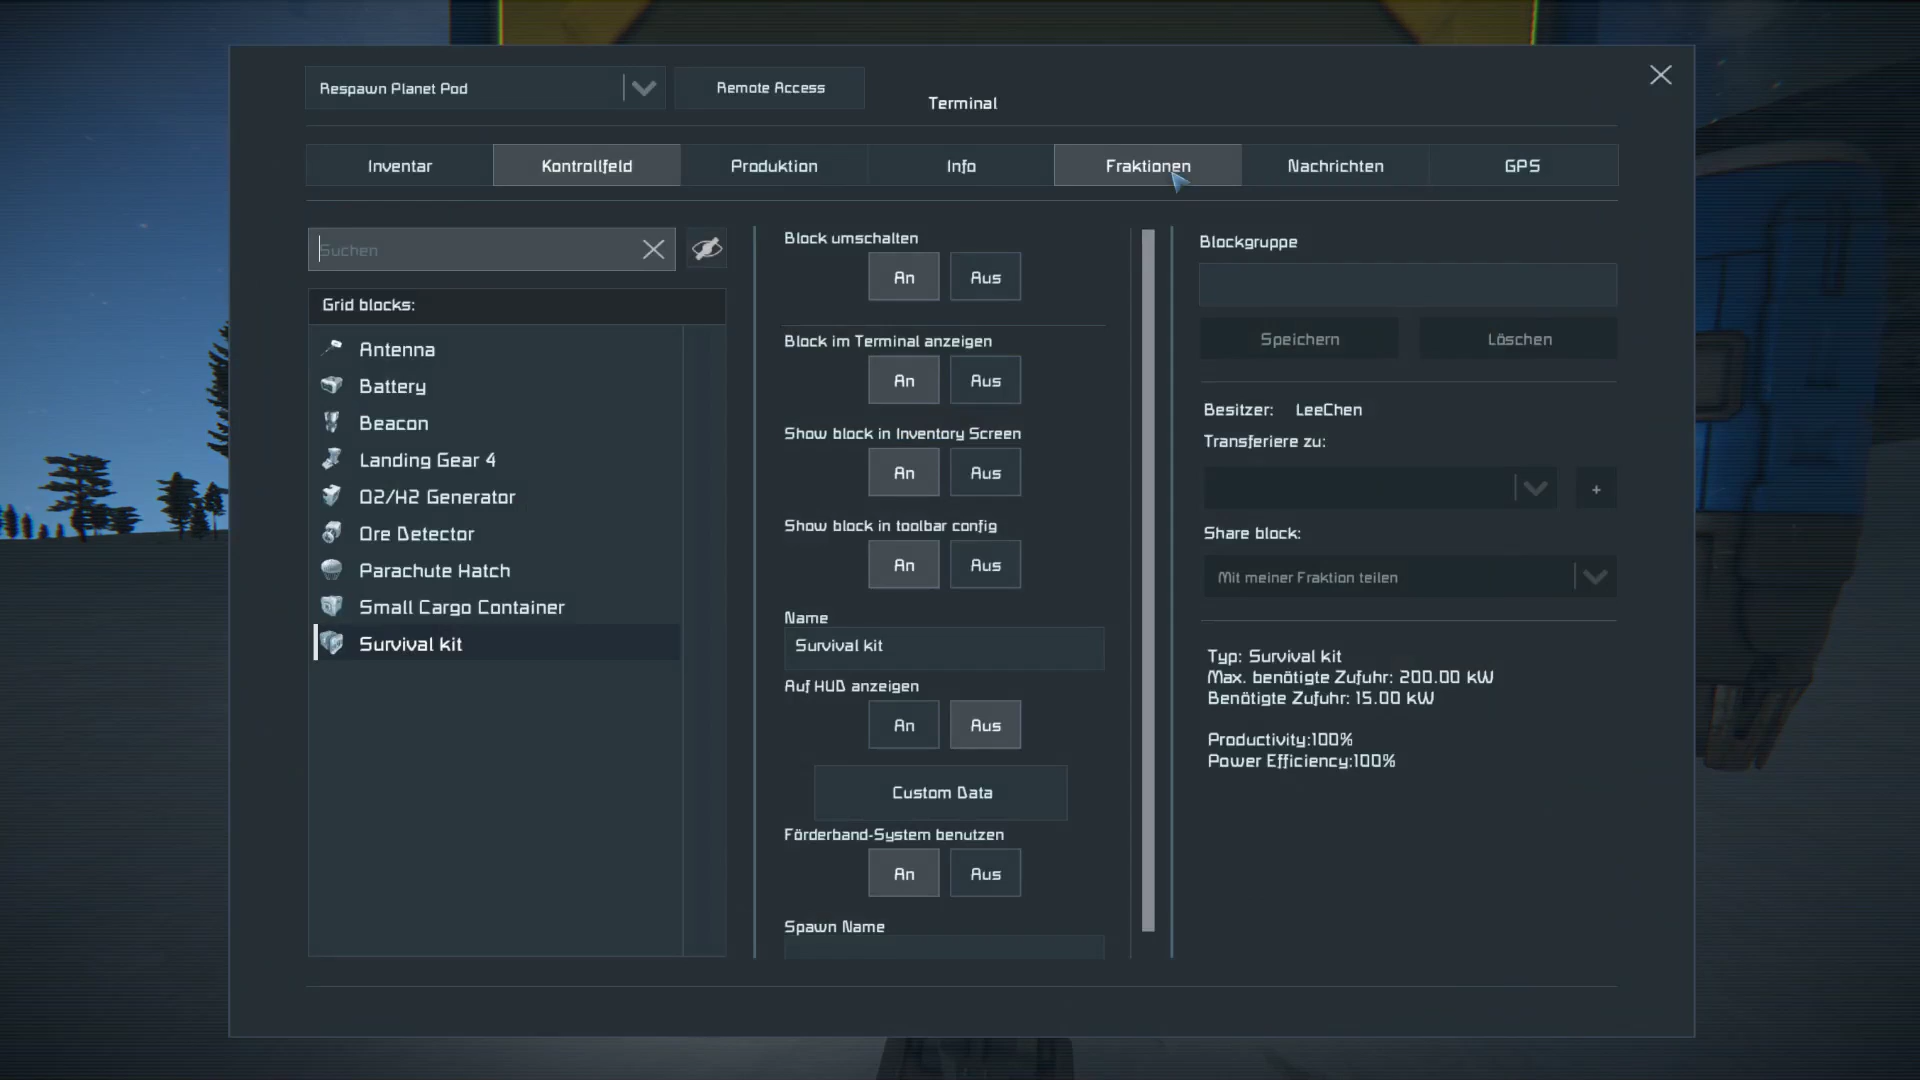 Respawn Planet Pod
Remote Access
Terminal
Inventar
Kontrollfeld
Produktion
Info
Fraktionen
Nachrichten
GPS
Suchen
Grid blocks:
Antenna
Battery
Beacon
Landing Gear 4
O2/H2 Generator
Ore Detector
Parachute Hatch
Small Cargo Container
Survival kit
Block umschalten
An Aus
Block im Terminal anzeigen
An Aus
Show block in Inventory Screen
An Aus
Show block in toolbar config
An Aus
Name
Survival kit
Auf HUD anzeigen
An Aus
Custom Data
Förderband-System benutzen
An Aus
Spawn Name
Blockgruppe
Speichern Löschen
Besitzer: LeeChen
Transferiere zu:
+
Share block:
Mit meiner Fraktion teilen
Typ: Survival kit
Max. benötigte Zufuhr: 200.00 kW
Benötigte Zufuhr: 15.00 kW
Productivity:100%
Power Efficiency:100%